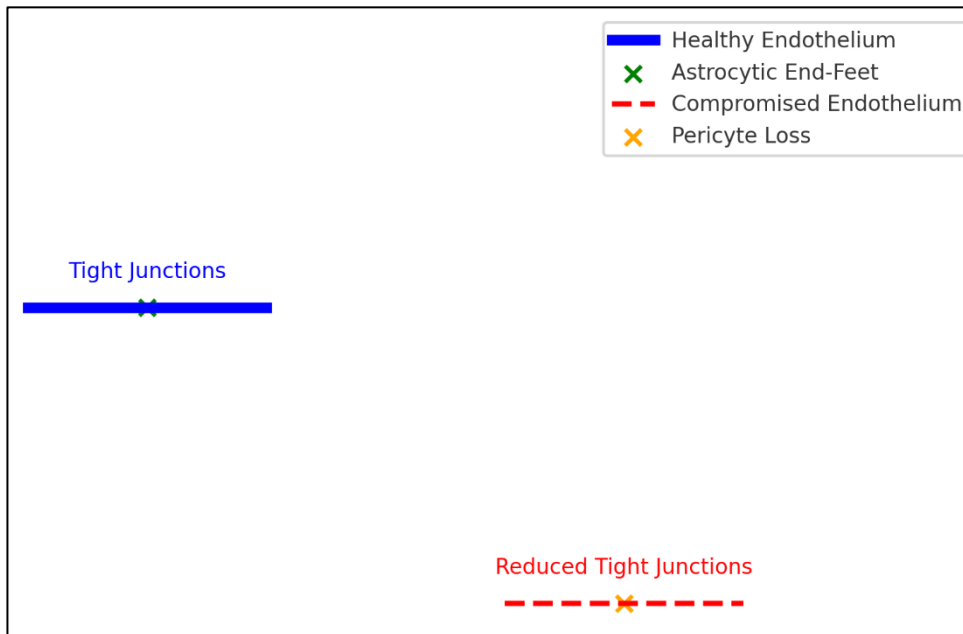 Healthy Endothelium
Astrocytic End-Feet
Compromised Endothelium
Pericyte Loss
Tight Junctions
Reduced Tight Junctions